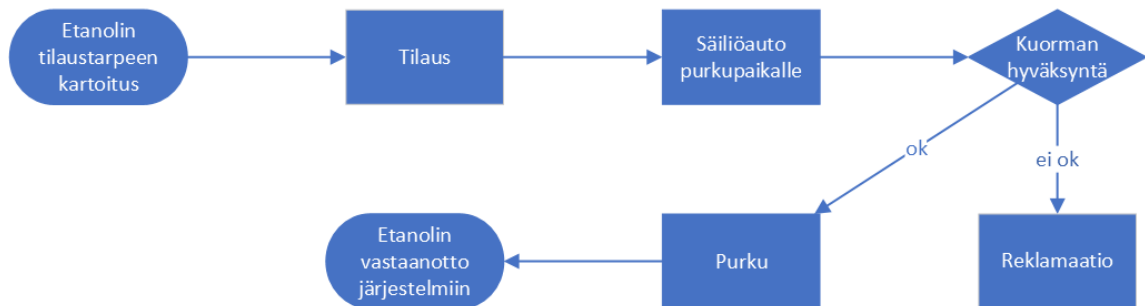 Etanolin
tilaustarpeen
kartoitus
Tilaus
Säiliöauto
purkupaikalle
Kuorman
hyväksyntä
ok
ei ok
Etanolin
vastaanotto
järjestelmiin
Purku
Reklamaatio